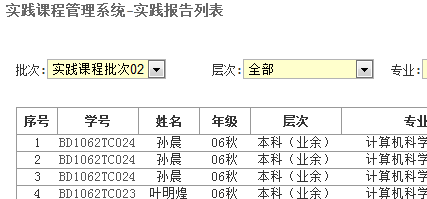 实践课程管理系统-实践报告列表
批次: 实践课程批次02 层次: 全部 专业:
序号 学号 姓名 年级 层次 专业
1 BD1062TC024 孙晨 06秋 本科（业余） 计算机科学
2 BD1062TC024 孙晨 06秋 本科（业余） 计算机科学
3 BD1062TC024 孙晨 06秋 本科（业余） 计算机科学
4 BD1062TC023 叶明煌 06秋 本科（业余） 计算机科学